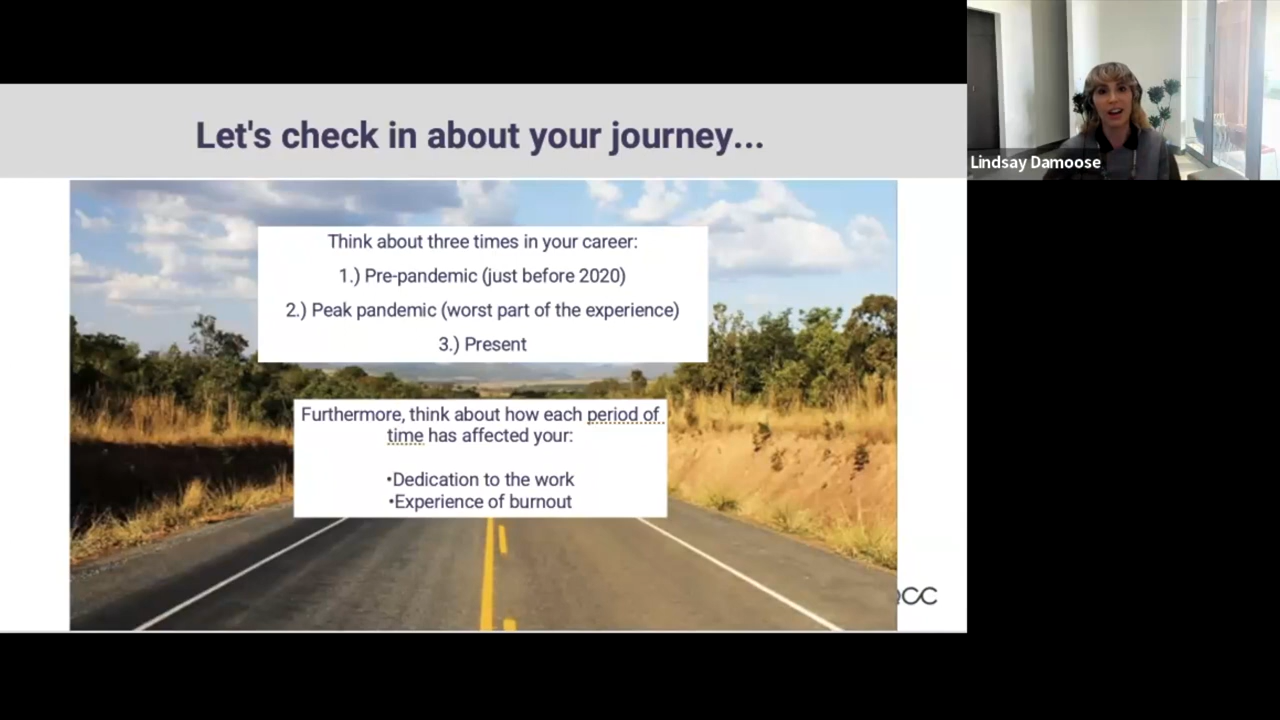 Let's check in about your journey...
Think about three times in your career:
1.) Pre-pandemic (just before 2020)
2.) Peak pandemic (worst part of the experience)
3.) Present
Furthermore, think about how each period of
time has affected your:
•Dedication to the work
•Experience of burnout
Lindsay Damoose